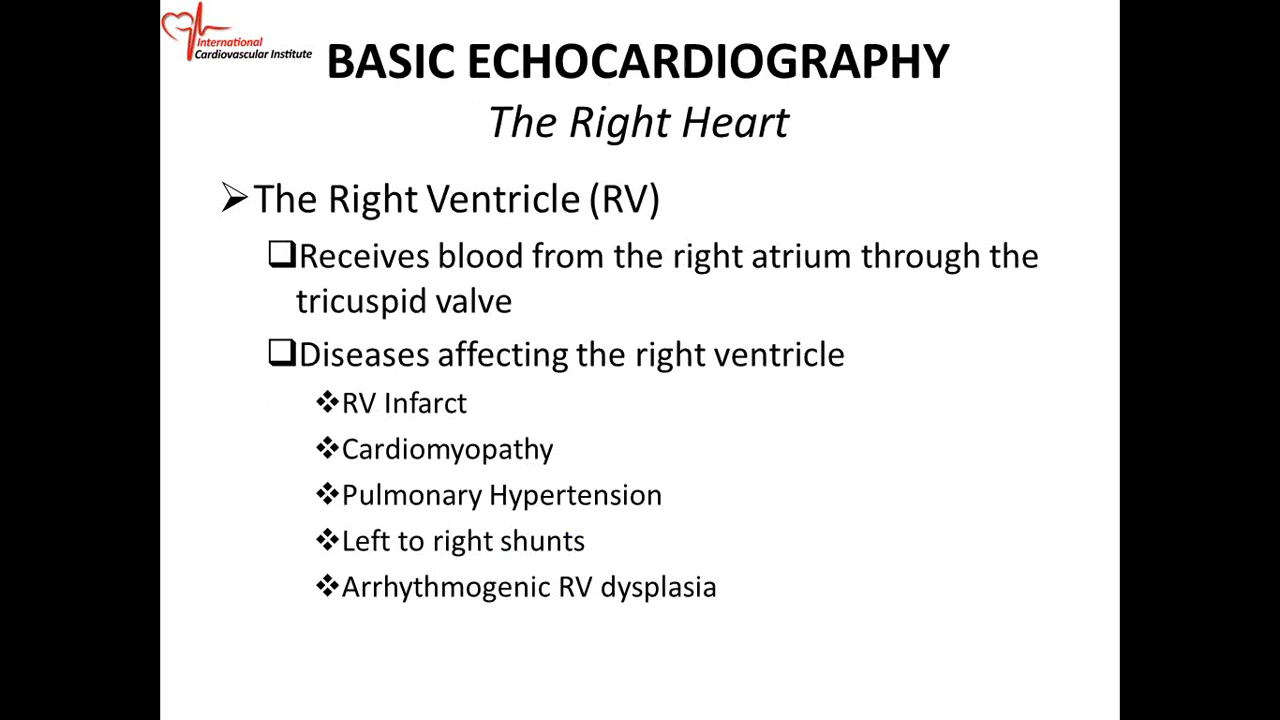 International
Cardiovascular Institute
BASIC ECHOCARDIOGRAPHY
The Right Heart
The Right Ventricle (RV)
Receives blood from the right atrium through the
tricuspid valve
Diseases affecting the right ventricle
RV Infarct
Cardiomyopathy
Pulmonary Hypertension
Left to right shunts
Arrhythmogenic RV dysplasia